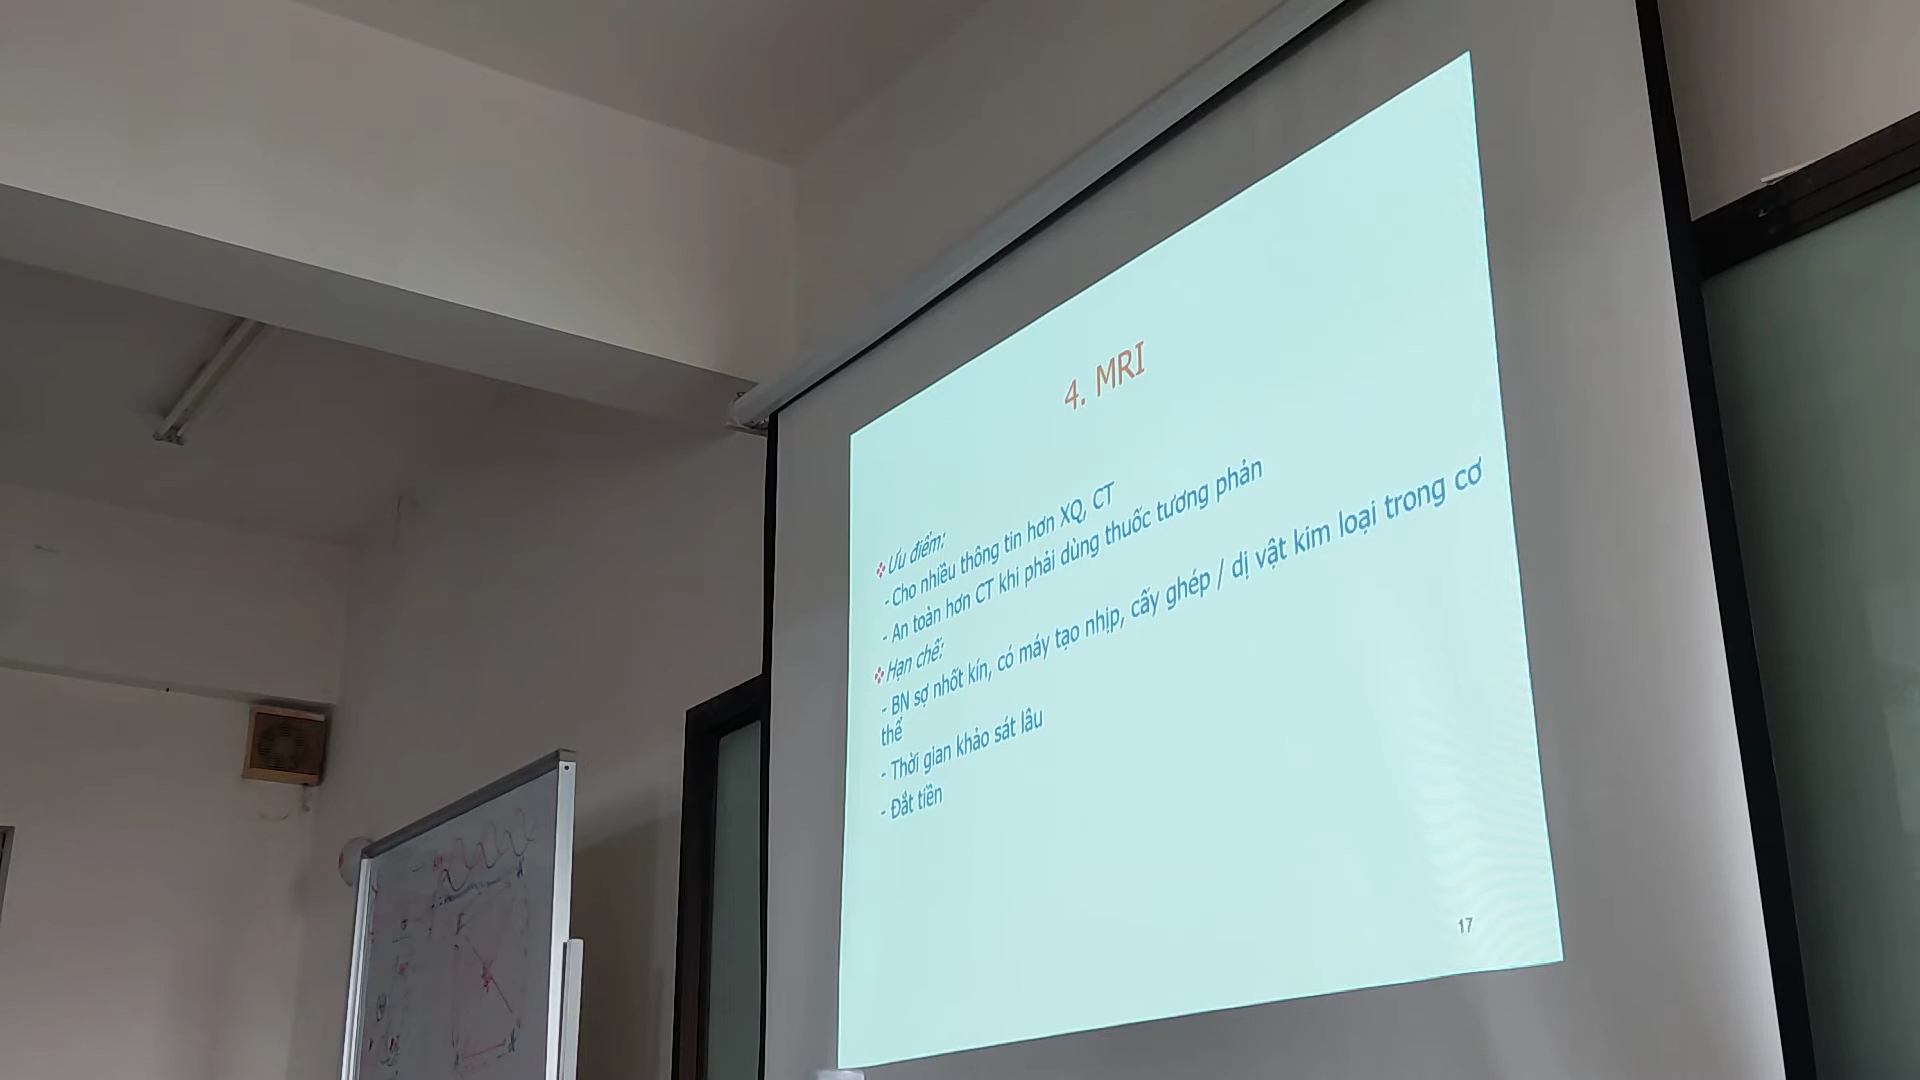 4. MRI
❖ Ưu điểm:
- Cho nhiều thông tin hơn XQ, CT
- An toàn hơn CT khi phải dùng thuốc tương phản
❖ Hạn chế:
- BN sợ nhốt kín, có máy tạo nhịp, cấy ghép / dị vật kim loại trong cơ
thể
- Thời gian khảo sát lâu
- Đắt tiền
17